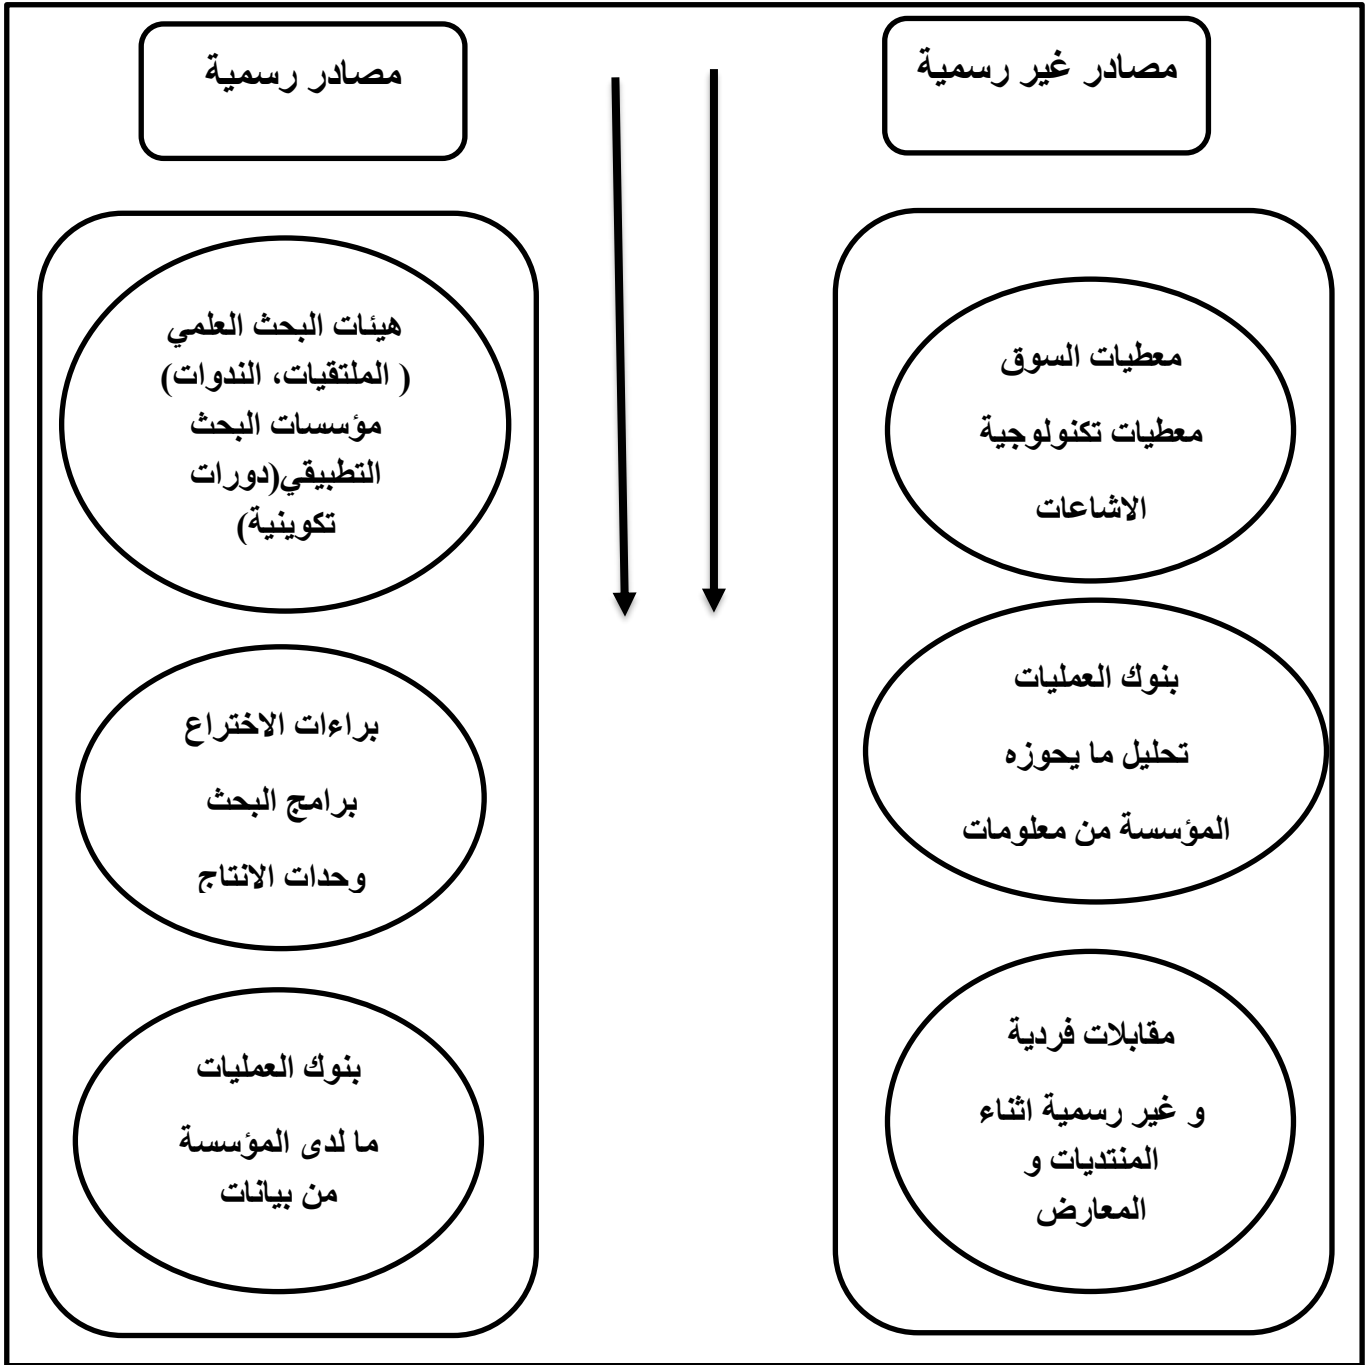 مصادر غير رسمية
معطيات السوق
معطيات تكنولوجية
الاشاعات
بنوك العمليات
تحليل ما يحوزه
المؤسسة من معلومات
مقابلات فردية
و غير رسمية اثناء
المنتديات و
المعارض
مصادر رسمية
هيئات البحث العلمي
( الملتقيات، الندوات)
مؤسسات البحث
التطبيقي(دورات
تكوينية)
براءات الاختراع
برامج البحث
وحدات الانتاج
بنوك العمليات
ما لدى المؤسسة
من بيانات